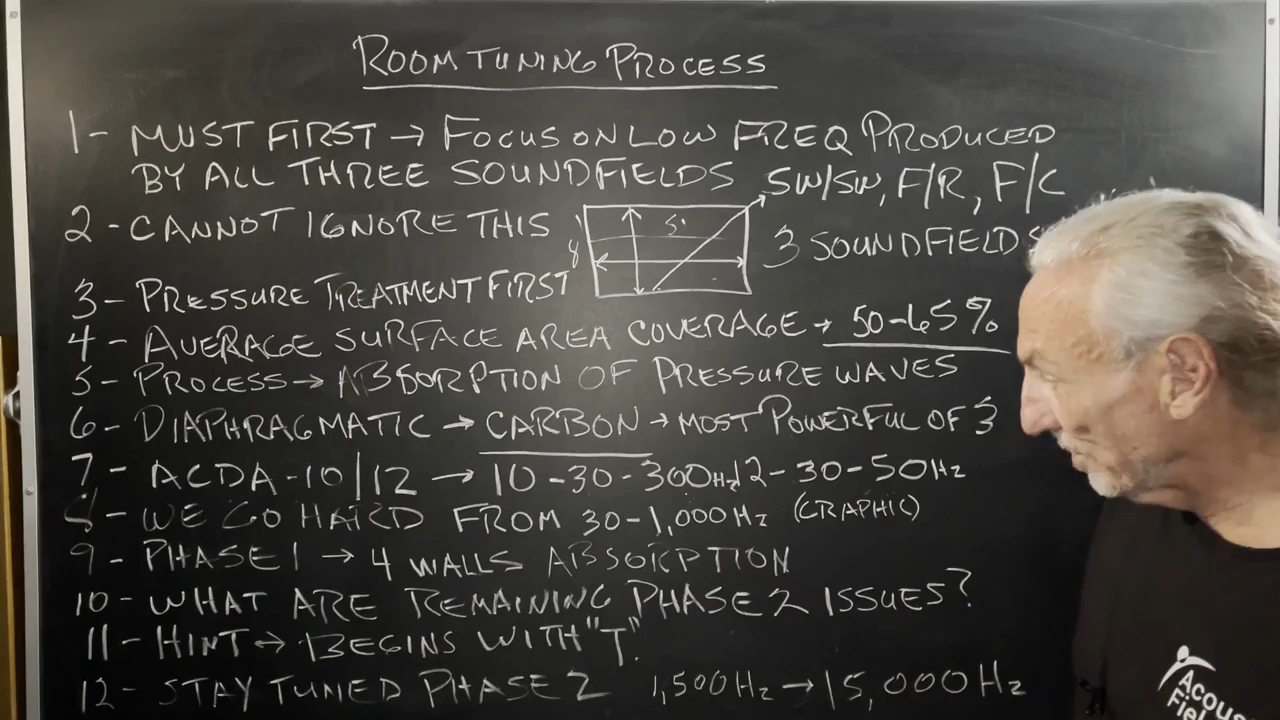 ROOM TUNING PROCESS
1- MUST FIRST → FOCUS ON LOW FREQ PRODUCED
BY ALL THREE SOUNDFIELDS SW/SW, F/R, F/C
2- CANNOT IGNORE THIS
8'
5'
3 SOUNDFIELDS
3- PRESSURE TREATMENT FIRST
4- AVERAGE SURFACE AREA COVERAGE → 50-65%
5- PROCESS → ABSORPTION OF PRESSURE WAVES
6- DIAPHRAGMATIC → CARBON → MOST POWERFUL OF 3
7- ACDA-10/12 → 10-30-300Hz/12-30-50Hz
8- WE GO HARD FROM 30-1,000Hz (GRAPHIC)
9- PHASE 1 → 4 WALLS ABSORPTION
10- WHAT ARE REMAINING PHASE 2 ISSUES?
11- HINT ↔ BEGINS WITH "T".
12- STAY TUNED PHASE 2 1,500Hz → 15,000Hz